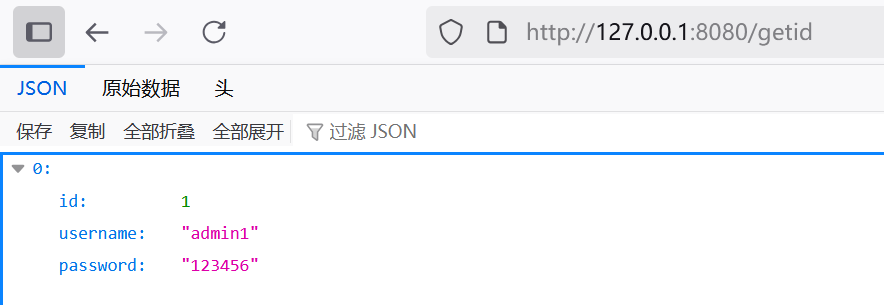 http://127.0.0.1:8080/getid
JSON 原始数据 头
保存 复制 全部折叠 全部展开 过滤 JSON
0:
id: 1
username: "admin1"
password: "123456"